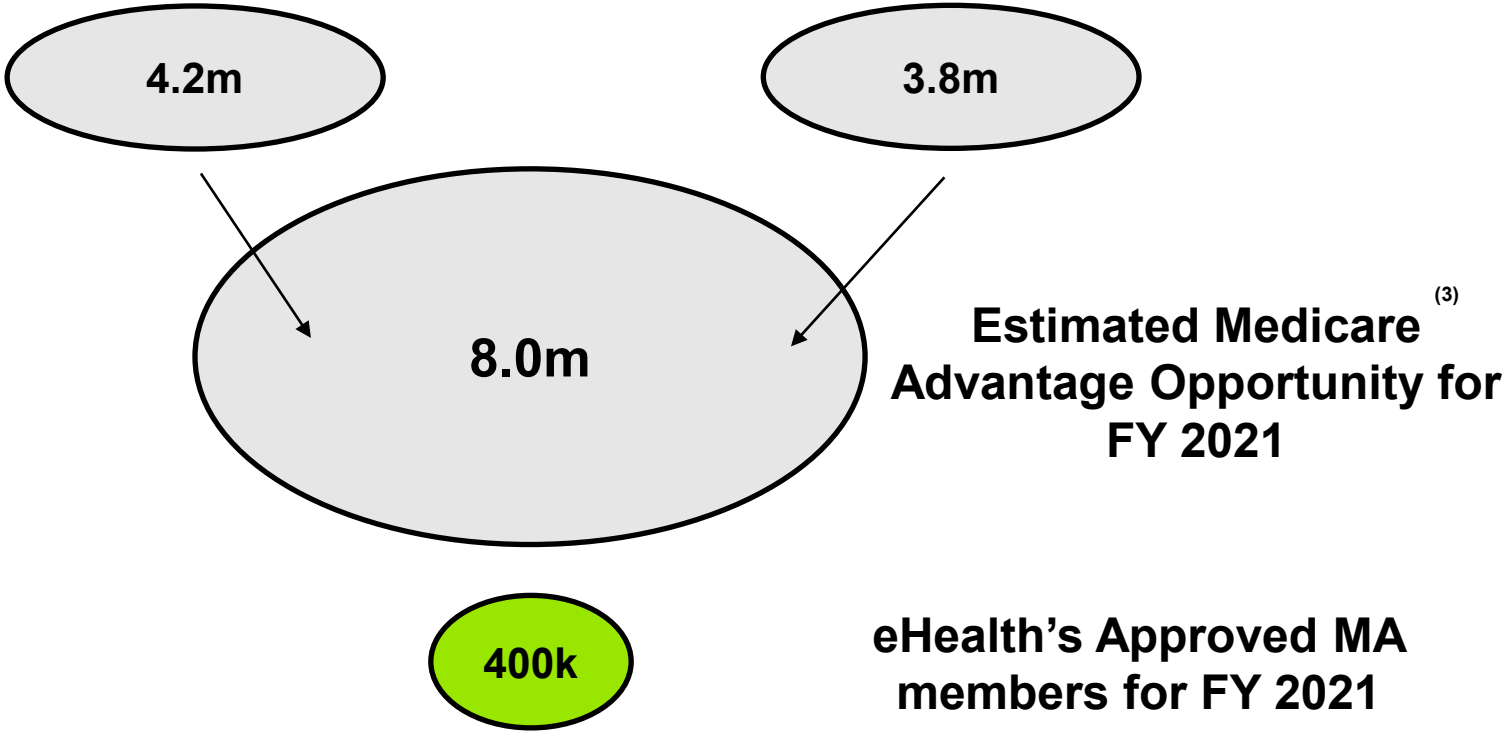 4.2m
3.8m
8.0m
Estimated Medicare (3)
Advantage Opportunity for
FY 2021
400k
eHealth’s Approved MA
members for FY 2021